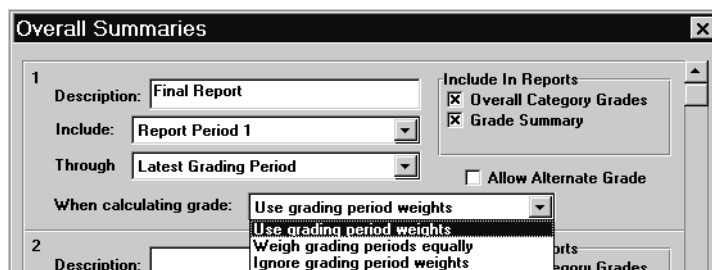 Overall Summaries
1
Description: Final Report
Include In Reports
Overall Category Grades
Grade Summary
Include: Report Period 1
Through Latest Grading Period
Allow Alternate Grade
When calculating grade: Use grading period weights
Use grading period weights
2
Weigh grading periods equally
Description:
Ignore grading period weights
Grades